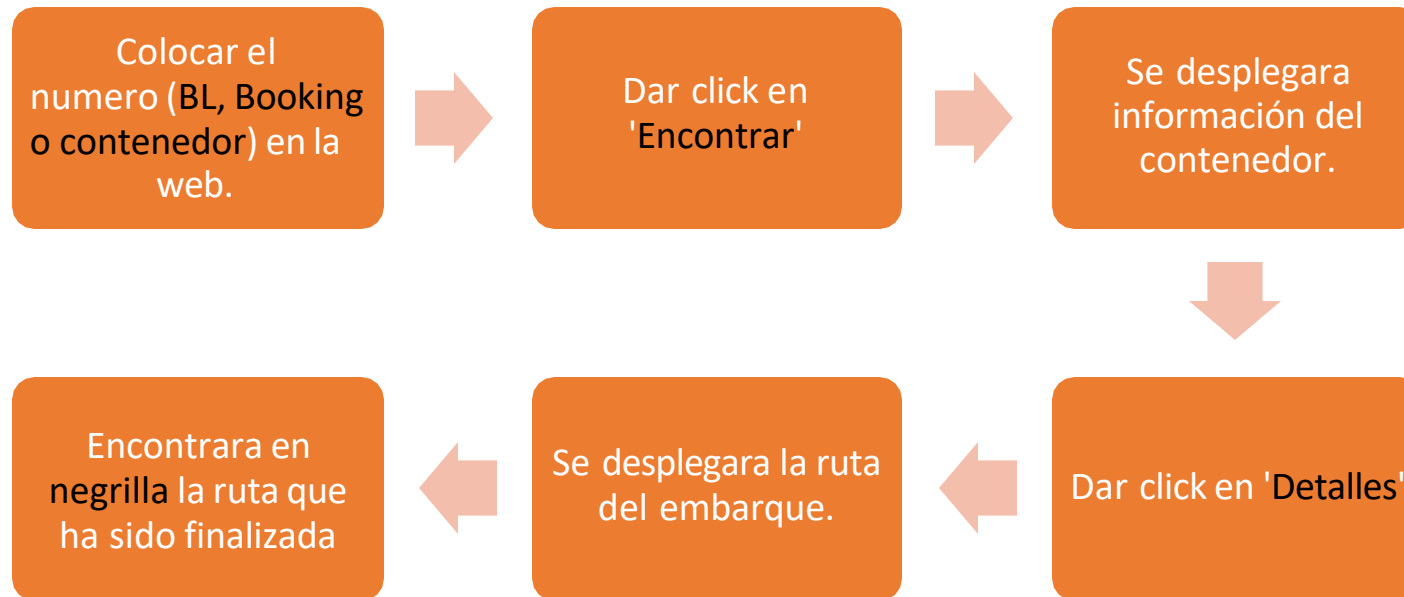 Colocar el
numero (BL, Booking
o contenedor) en la
web.
Dar click en
'Encontrar'
Se desplegara
información del
contenedor.
Dar click en 'Detalles'
Se desplegara la ruta
del embarque.
Encontrara en
negrilla la ruta que
ha sido finalizada